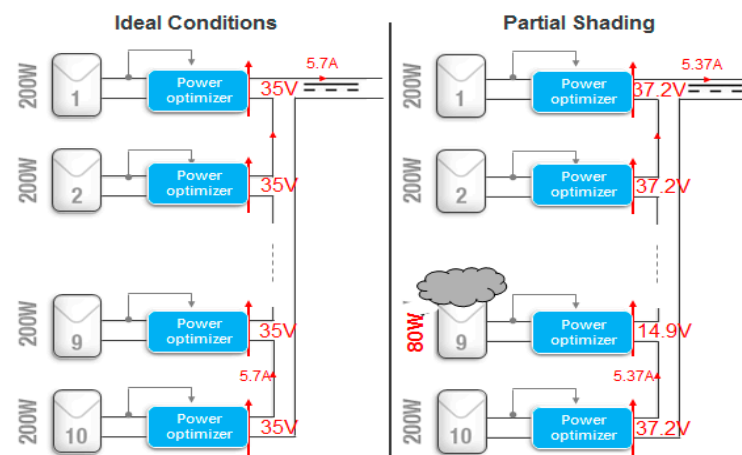 Ideal Conditions
200W
1
Power
optimizer
35V
5.7A
200W
2
Power
optimizer
35V
200W
9
Power
optimizer
35V
5.7A
200W
10
Power
optimizer
35V
Partial Shading
200W
1
Power
optimizer
37.2V
5.37A
200W
2
Power
optimizer
37.2V
80W
9
Power
optimizer
14.9V
5.37A
200W
10
Power
optimizer
37.2V